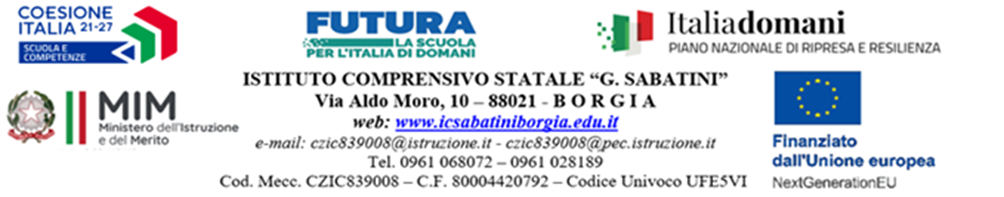 COESIONE
ITALIA 21-27
SCUOLA E
COMPETENZE
FUTURA
LA SCUOLA
PER L'ITALIA DI DOMANI
Italiadomani
PIANO NAZIONALE DI RIPRESA E RESILIENZA
MIM
Ministero dell'Istruzione
e del Merito
ISTITUTO COMPRENSIVO STATALE “G. SABATINI”
Via Aldo Moro, 10 – 88021 - B O R G I A
web: www.icsabatiniborgia.edu.it
e-mail: czic839008@istruzione.it - czic839008@pec.istruzione.it
Tel. 0961 068072 – 0961 028189
Cod. Mecc. CZIC839008 – C.F. 80004420792 – Codice Univoco UFE5VI
Finanziato
dall'Unione europea
NextGenerationEU